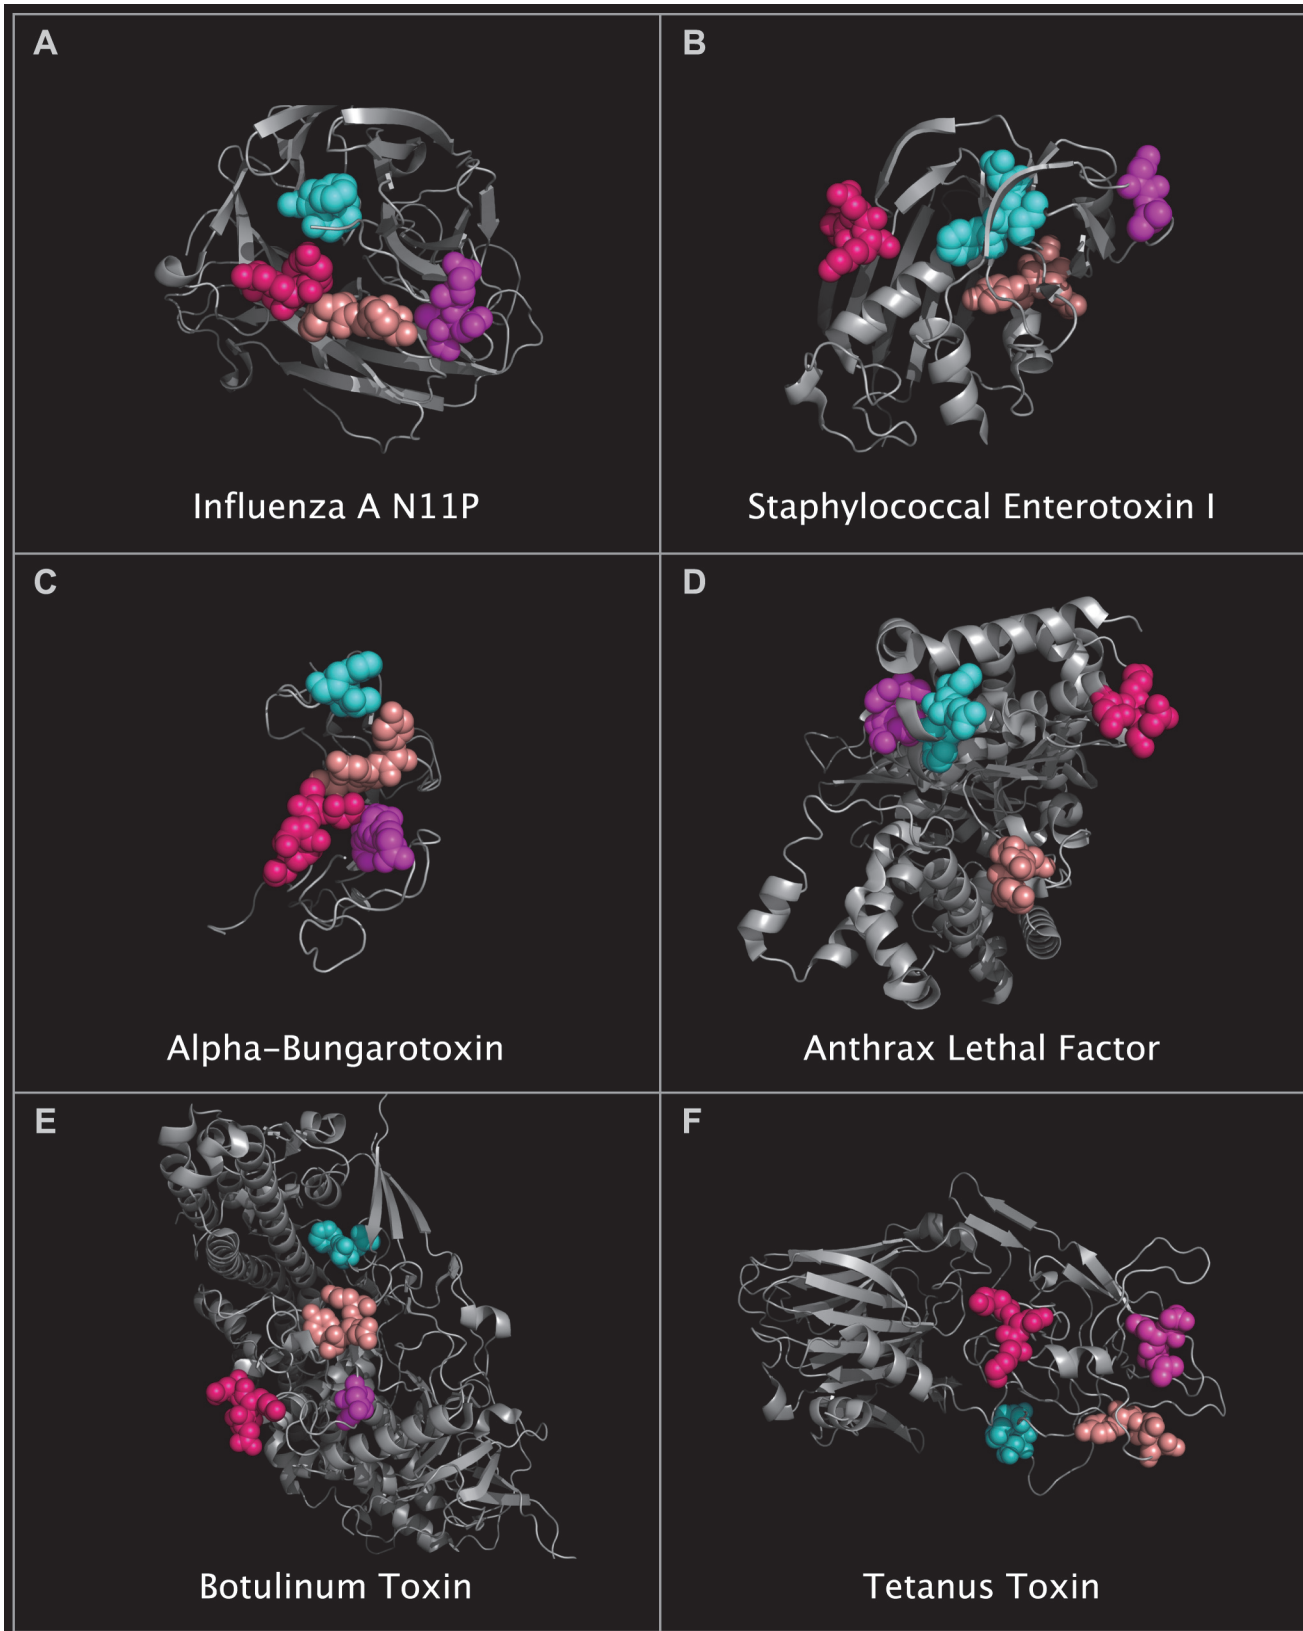 A
B
Influenza A N11P
Staphylococcal Enterotoxin I
C
D
Alpha-Bungarotoxin
Anthrax Lethal Factor
E
F
Botulinum Toxin
Tetanus Toxin